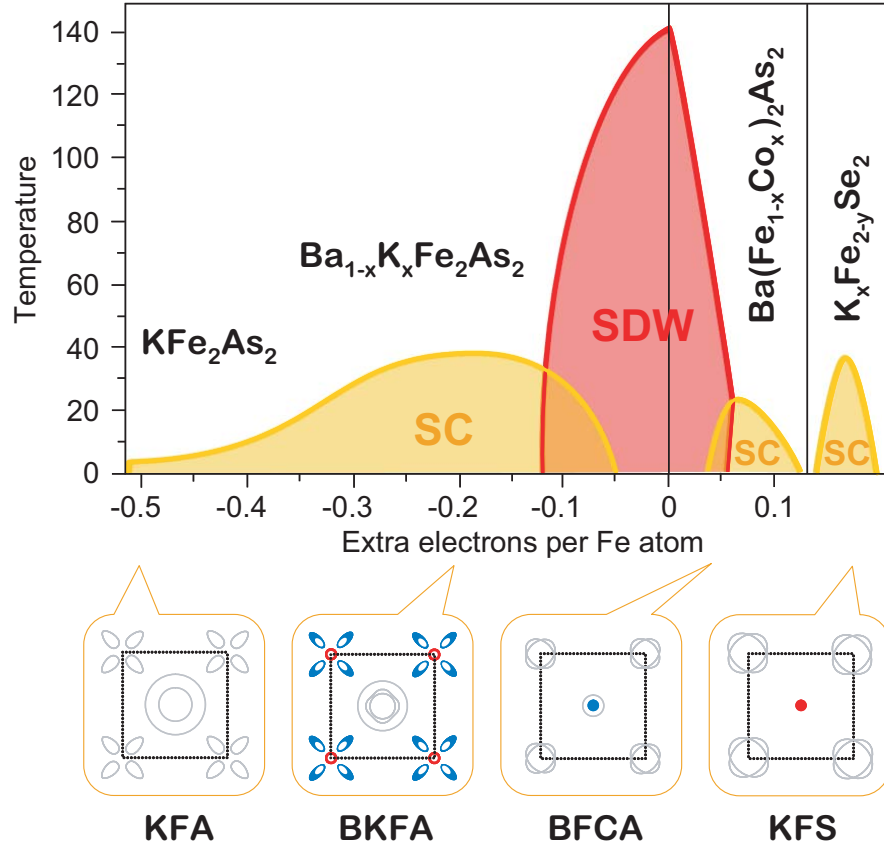 140
120
100
80
60
40
20
0
Temperature
KFe₂As₂
Ba₁₋ₓKₓFe₂As₂
SDW
Ba(Fe₁₋ₓCoₓ)₂As₂
KₓFe₂₋ᵧSe₂
SC
SC
SC
-0.5 -0.4 -0.3 -0.2 -0.1 0 0.1
Extra electrons per Fe atom
KFA BKFA BFCA KFS